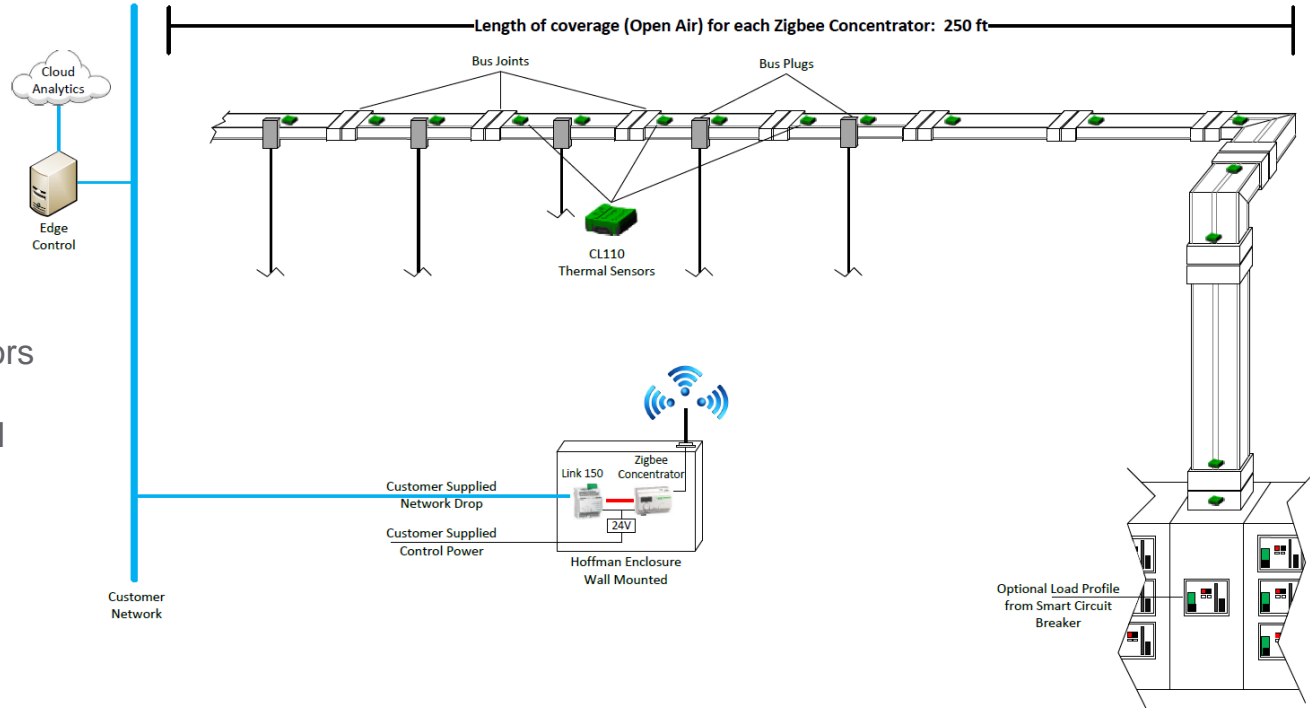 Length of coverage (Open Air) for each Zigbee Concentrator: 250 ft
Cloud
Analytics
Bus Joints
Bus Plugs
Edge
Control
CL110
Thermal Sensors
ors
Link 150
Zigbee
Concentrator
24V
Customer Supplied
Network Drop
Customer Supplied
Control Power
Hoffman Enclosure
Wall Mounted
Customer
Network
Optional Load Profile
from Smart Circuit
Breaker